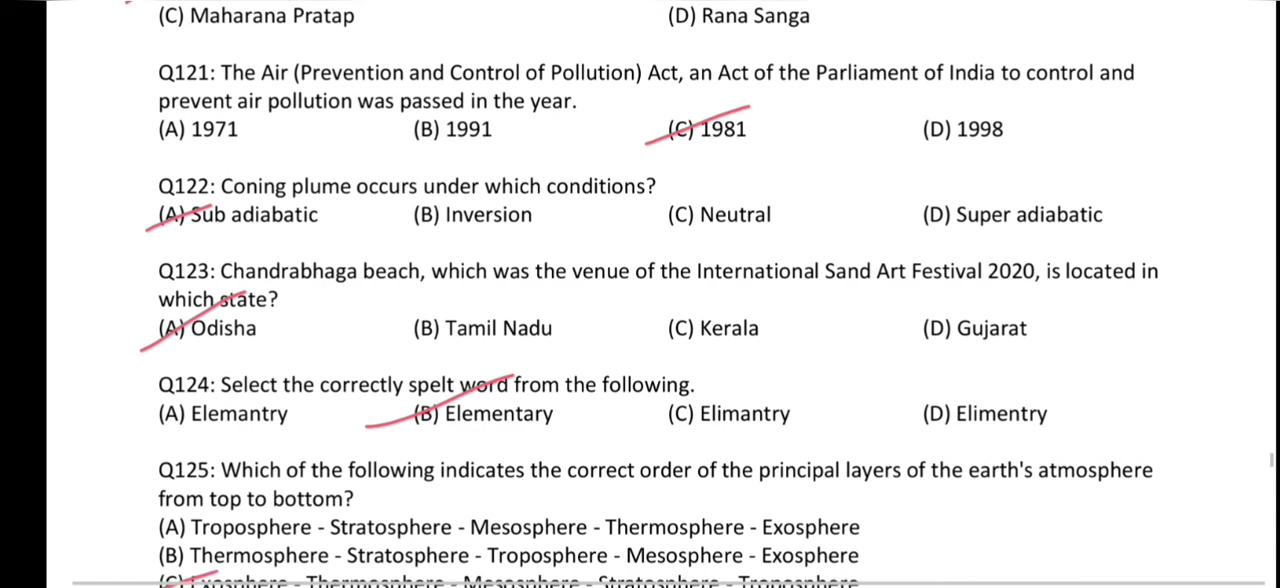 (C) Maharana Pratap (D) Rana Sanga
Q121: The Air (Prevention and Control of Pollution) Act, an Act of the Parliament of India to control and
prevent air pollution was passed in the year.
(A) 1971 (B) 1991 (C) 1981 (D) 1998
Q122: Coning plume occurs under which conditions?
(A) Sub adiabatic (B) Inversion (C) Neutral (D) Super adiabatic
Q123: Chandrabhaga beach, which was the venue of the International Sand Art Festival 2020, is located in
which state?
(A) Odisha (B) Tamil Nadu (C) Kerala (D) Gujarat
Q124: Select the correctly spelt word from the following.
(A) Elemantry (B) Elementary (C) Elimantry (D) Elimentry
Q125: Which of the following indicates the correct order of the principal layers of the earth's atmosphere
from top to bottom?
(A) Troposphere - Stratosphere - Mesosphere - Thermosphere - Exosphere
(B) Thermosphere - Stratosphere - Troposphere - Mesosphere - Exosphere
(C) Exosphere - Thermosphere - Mesosphere - Stratosphere - Troposphere